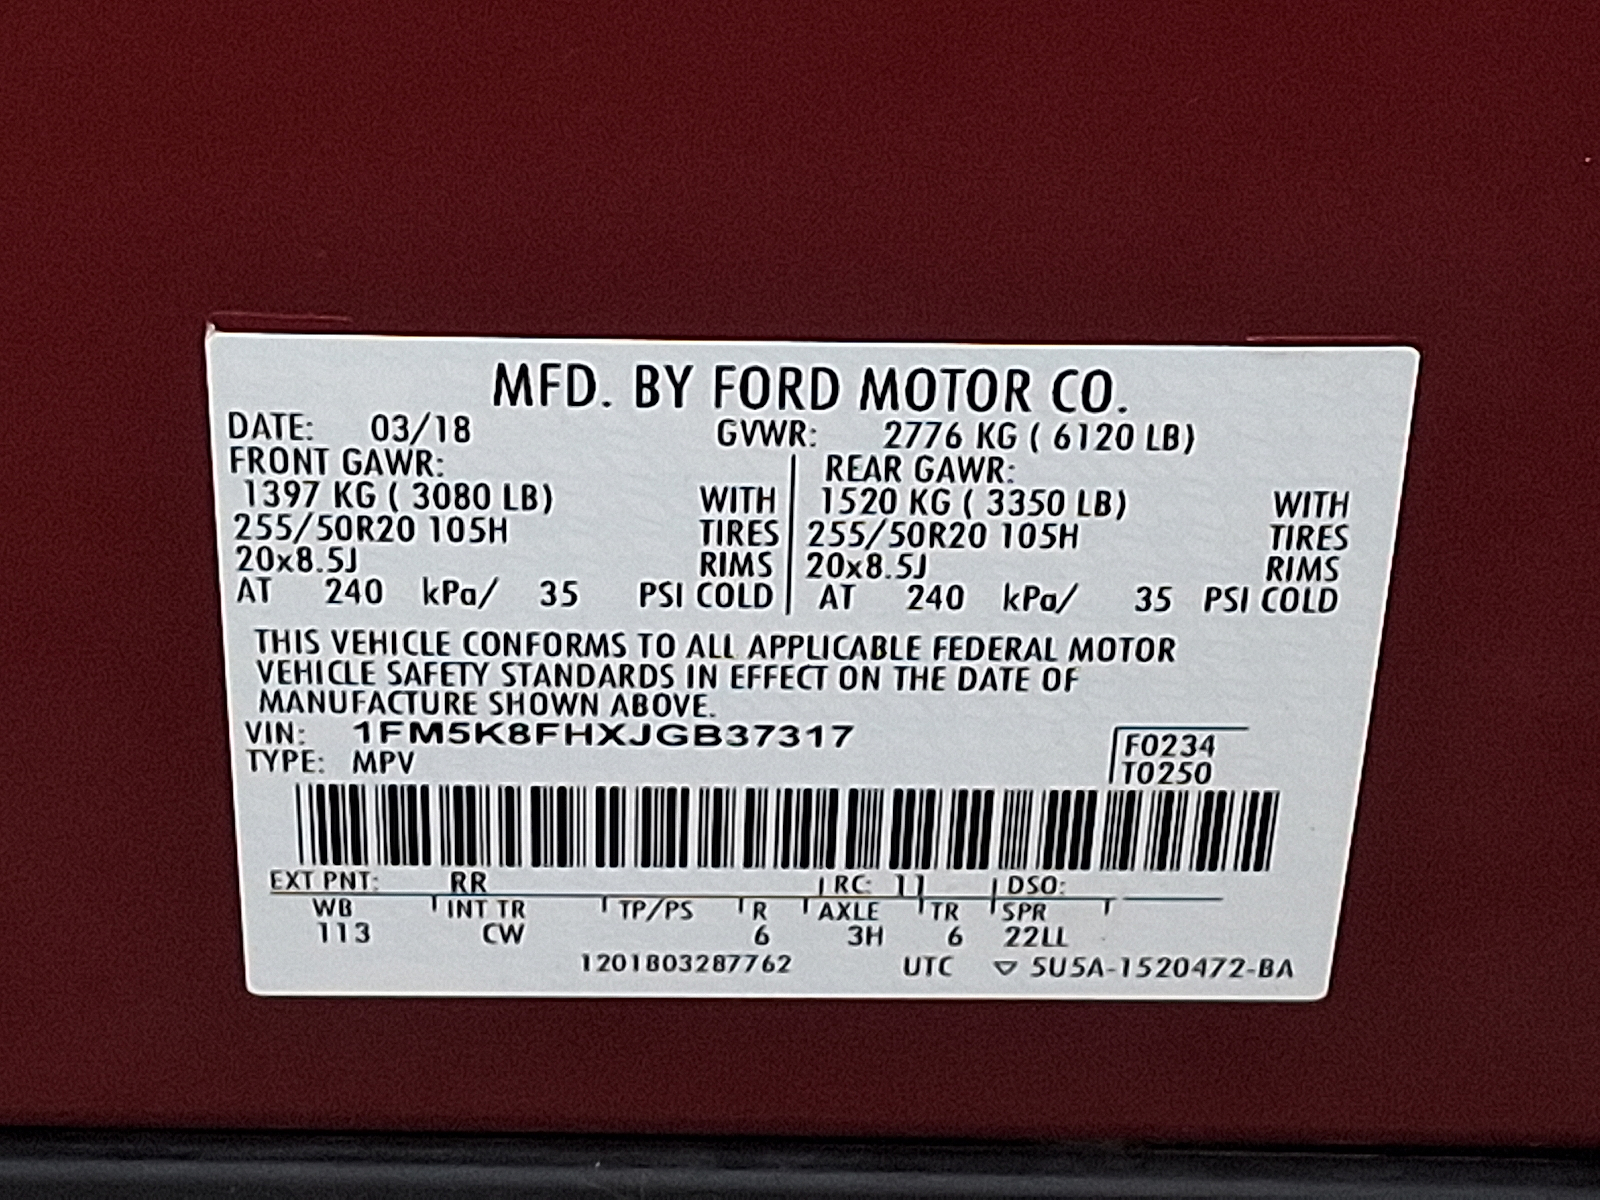 MFD. BY FORD MOTOR CO.
DATE: 03/18 GVWR: 2776 KG ( 6120 LB)
FRONT GAWR: REAR GAWR:
1397 KG ( 3080 LB) WITH 1520 KG ( 3350 LB) WITH
255/50R20 105H TIRES 255/50R20 105H TIRES
20x8.5J RIMS 20x8.5J RIMS
AT 240 kPa/ 35 PSI COLD AT 240 kPa/ 35 PSI COLD
THIS VEHICLE CONFORMS TO ALL APPLICABLE FEDERAL MOTOR
VEHICLE SAFETY STANDARDS IN EFFECT ON THE DATE OF
MANUFACTURE SHOWN ABOVE.
VIN: 1FM5K8FHXJGB37317 F0234
TYPE: MPV T0250
EXT PNT: RR RC: 11 DSO:
WB INT TR TP/PS R AXLE TR SPR
113 CW 6 3H 6 22LL
1201803287762 UTC ▽ 5U5A-1520472-BA